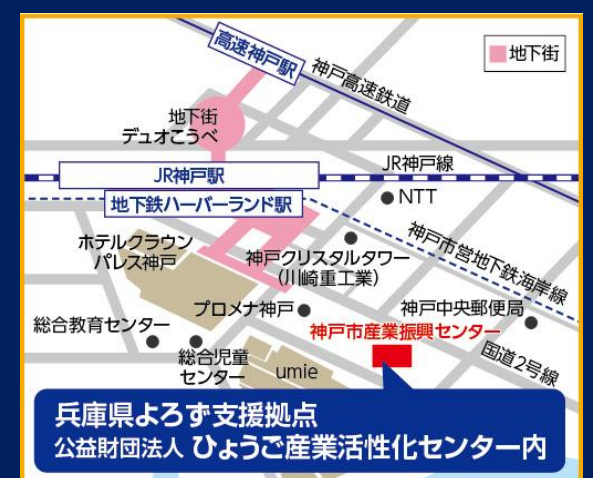 高速神戸駅
神戸高速鉄道
地下街
地下街
デュオこうべ
JR神戸駅
JR神戸線
地下鉄ハーバーランド駅
NTT
神戸市営地下鉄海岸線
ホテルクラウン
パレス神戸
神戸クリスタルタワー
(川崎重工業)
プロメナ神戸
神戸中央郵便局
総合教育センター
神戸市産業振興センター
総合児童
センター
umie
国道2号線
兵庫県よろず支援拠点
公益財団法人 ひょうご産業活性化センター内